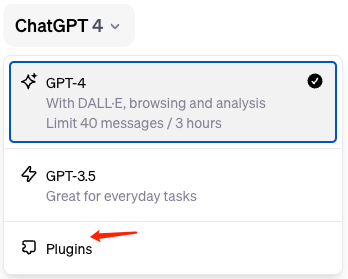 ChatGPT 4
GPT-4
With DALL·E, browsing and analysis
Limit 40 messages / 3 hours
GPT-3.5
Great for everyday tasks
Plugins